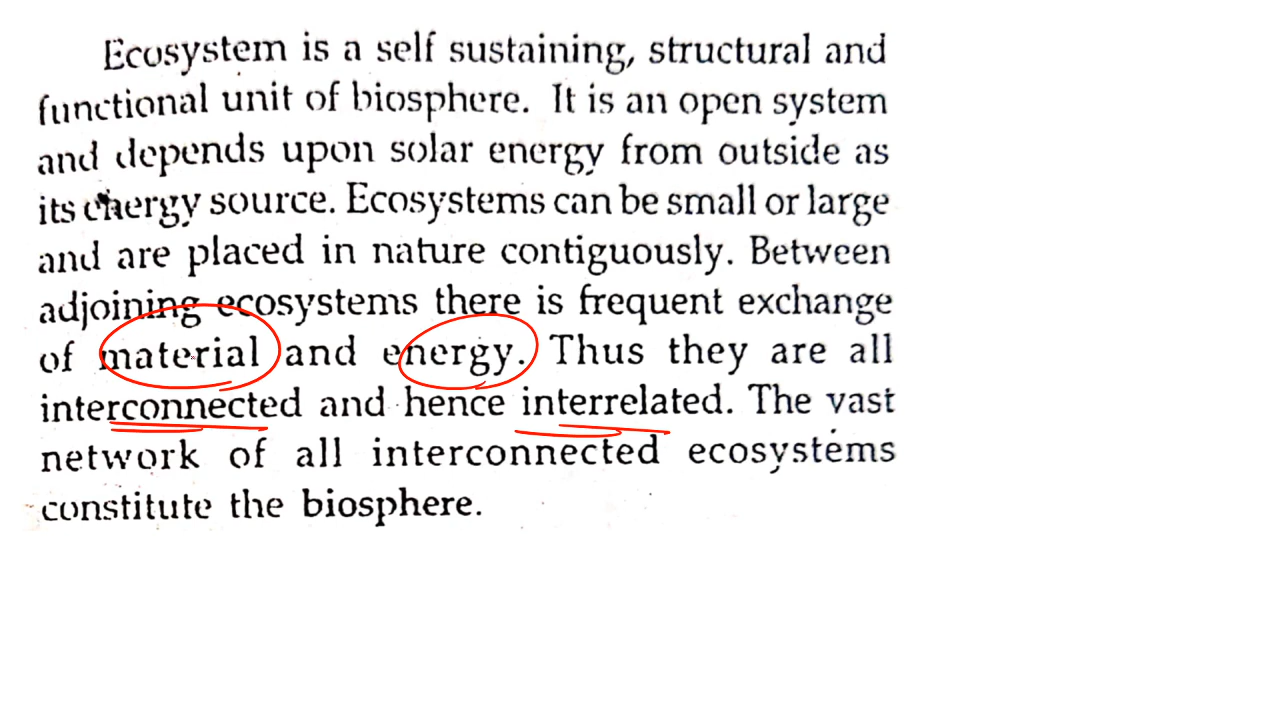 Ecosystem is a self sustaining, structural and
functional unit of biosphere. It is an open system
and depends upon solar energy from outside as
its energy source. Ecosystems can be small or large
and are placed in nature contiguously. Between
adjoining ecosystems there is frequent exchange
of material and energy. Thus they are all
interconnected and hence interrelated. The vast
network of all interconnected ecosystems
constitute the biosphere.